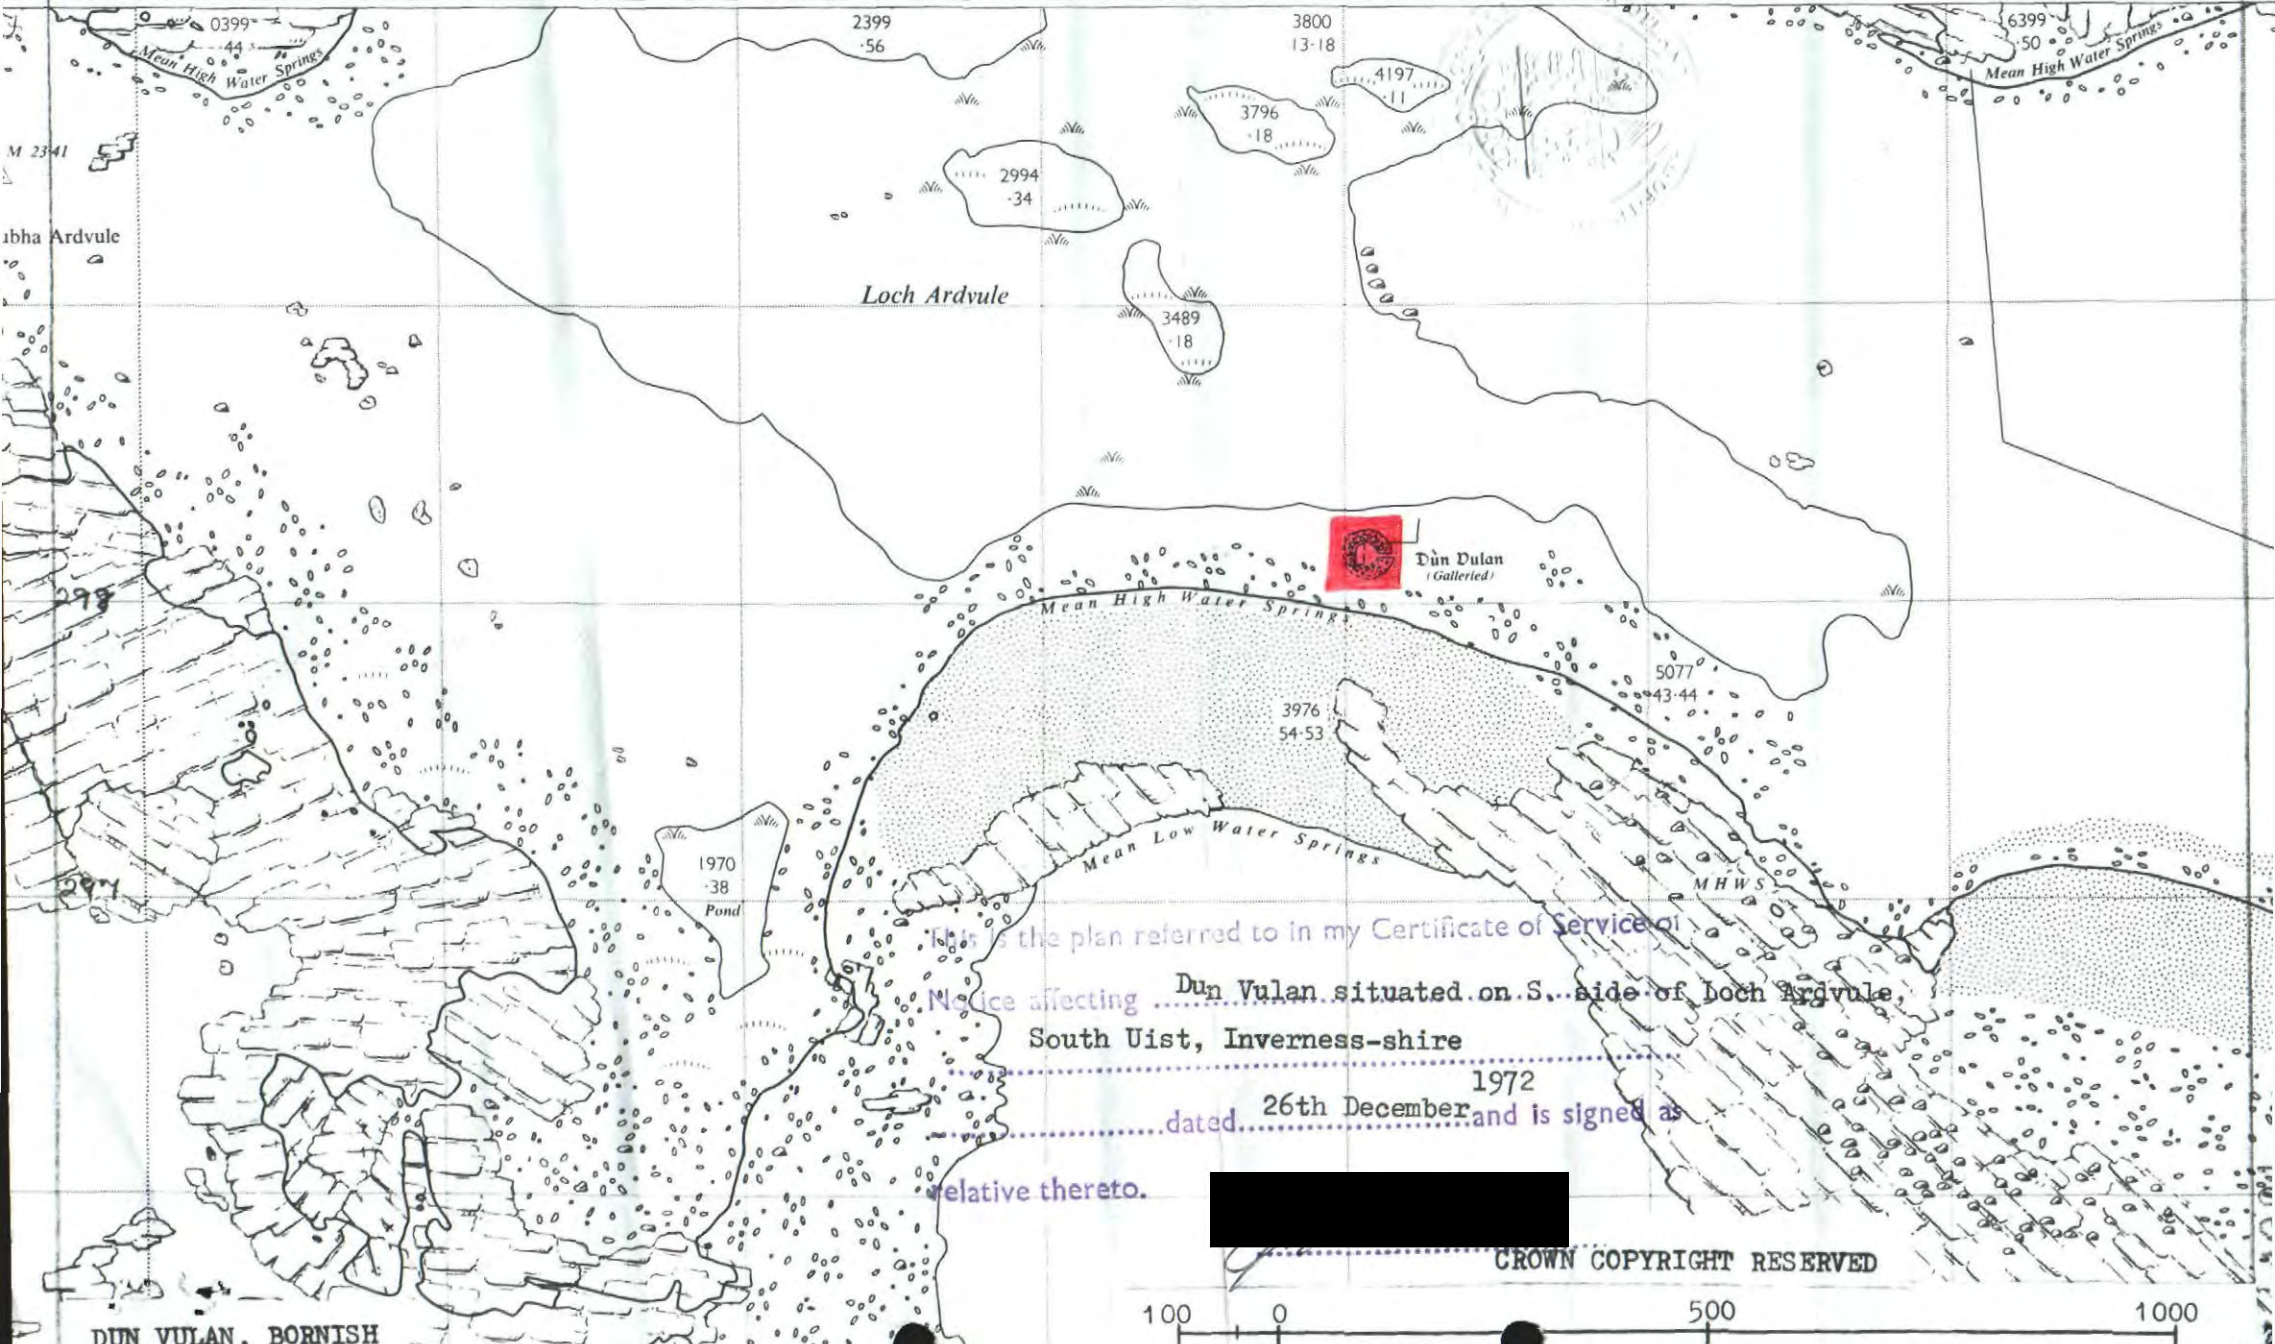 0399
·44
Mean High Water Springs
2399
·56
3800
13·18
4197
·11
3796
·18
6399
·50
Mean High Water Springs
M 23·41
2994
·34
Ardvule
Loch Ardvule
3489
·18
Dùn Vulan
(Galleried)
298
Mean High Water Springs
5077
43·44
3976
54·53
1970
·38
Pond
Mean Low Water Springs
297
MHWS
This is the plan referred to in my Certificate of Service of
Notice affecting Dun Vulan situated on S. side of Loch Ardvule,
South Uist, Inverness-shire
1972
dated 26th December and is signed as
relative thereto.
CROWN COPYRIGHT RESERVED
100 0 500 1000
DUN VULAN, BORNISH